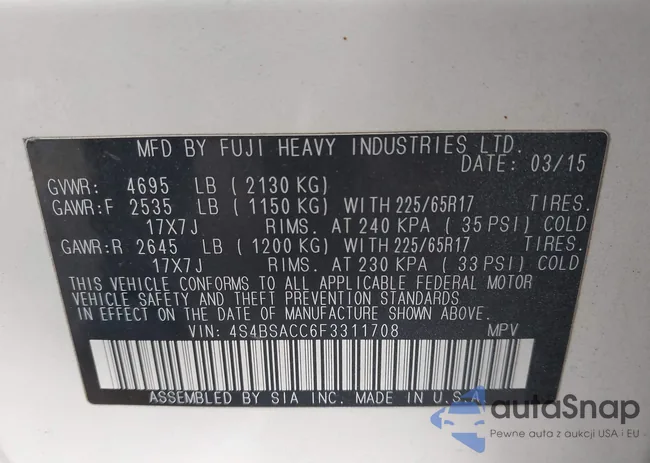 MFD BY FUJI HEAVY INDUSTRIES LTD.
DATE: 03/15
GVWR: 4695 LB ( 2130 KG)
GAWR:F 2535 LB ( 1150 KG) WITH 225/65R17 TIRES.
17X7J RIMS. AT 240 KPA ( 35 PSI) COLD
GAWR:R 2645 LB ( 1200 KG) WITH 225/65R17 TIRES.
17X7J RIMS. AT 230 KPA ( 33 PSI) COLD
THIS VEHICLE CONFORMS TO ALL APPLICABLE FEDERAL MOTOR
VEHICLE SAFETY AND THEFT PREVENTION STANDARDS
IN EFFECT ON THE DATE OF MANUFACTURE SHOWN ABOVE.
VIN: 4S4BSACC6F3311708 MPV
ASSEMBLED BY SIA INC. MADE IN U.S.A.
autaSnap
Pewne auta z aukcji USA i EU